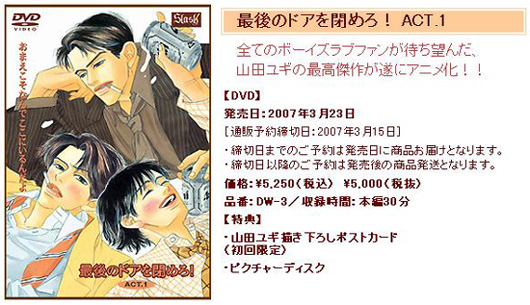 DVD
VIDEO
Slash
おまえこそなんでここにいるんだよ
最後のドアを閉めろ!
ACT.1
最後のドアを閉めろ! ACT.1
全てのボーイズラブファンが待ち望んだ、
山田ユギの最高傑作が遂にアニメ化!!
【DVD】
発売日:2007年3月23日
[通販予約締切日:2007年3月15日]
・締切日までのご予約は発売日に商品お届けとなります。
・締切日以降のご予約は発売後の商品発送となります。
価格:¥5,250(税込) ¥5,000(税抜)
品番:DW-3/収録時間:本編30分
【特典】
・山田ユギ描き下ろしポストカード
(初回限定)
・ピクチャーディスク